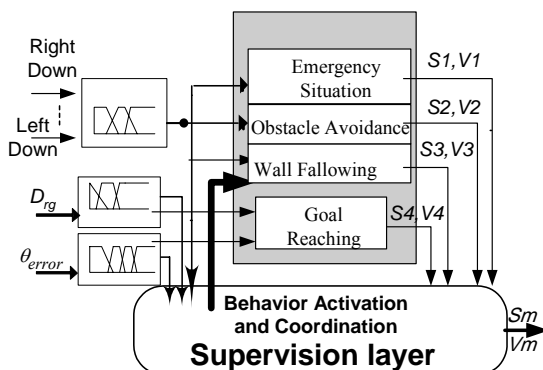 Right
Down
Left
Down
D_rg
θ_error
Emergency
Situation
Obstacle Avoidance
Wall Fallowing
Goal
Reaching
S1,V1
S2,V2
S3,V3
S4,V4
Behavior Activation
and Coordination
Supervision layer
Sm
Vm